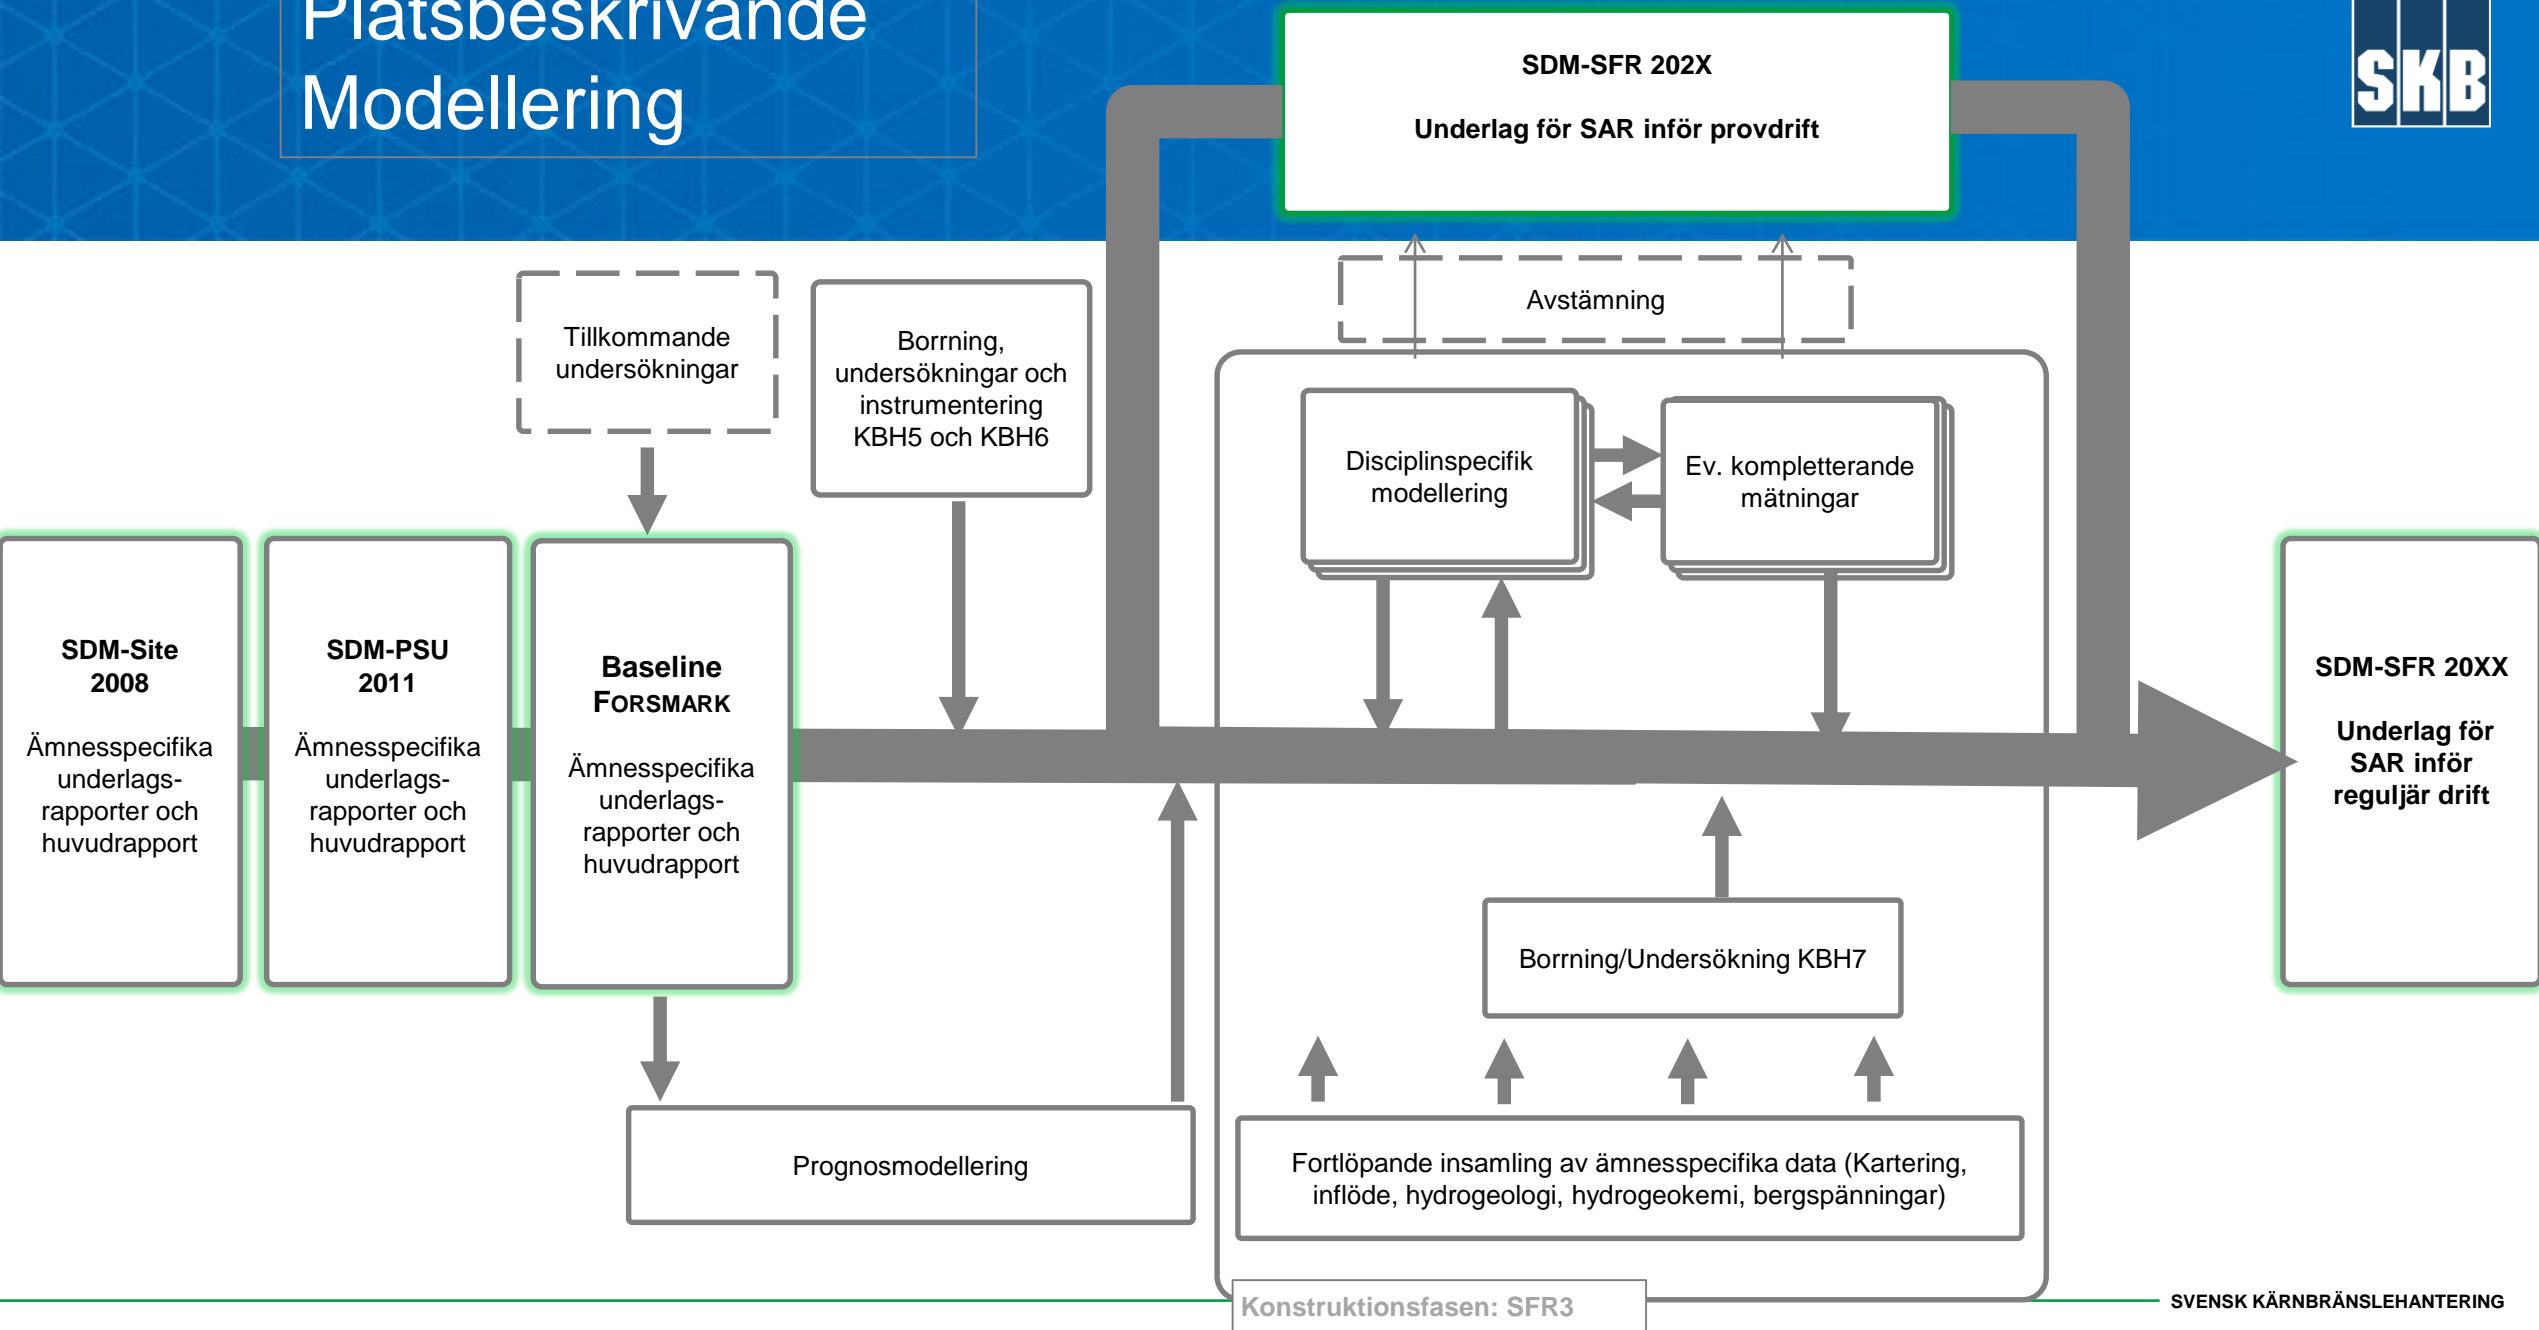 Platsbeskrivande
Modellering
SDM-SFR 202X
Underlag för SAR inför provdrift
SKB
Tillkommande
undersökningar
Borrning,
undersökningar och
instrumentering
KBH5 och KBH6
Avstämning
Disciplinspecifik
modellering
Ev. kompletterande
mätningar
SDM-Site
2008
Ämnesspecifika
underlags-
rapporter och
huvudrapport
SDM-PSU
2011
Ämnesspecifika
underlags-
rapporter och
huvudrapport
Baseline
FORSMARK
Ämnesspecifika
underlags-
rapporter och
huvudrapport
SDM-SFR 20XX
Underlag för
SAR inför
reguljär drift
Borrning/Undersökning KBH7
Prognosmodellering
Fortlöpande insamling av ämnesspecifika data (Kartering,
inflöde, hydrogeologi, hydrogeokemi, bergspänningar)
Konstruktionsfasen: SFR3
SVENSK KÄRNBRÄNSLEHANTERING